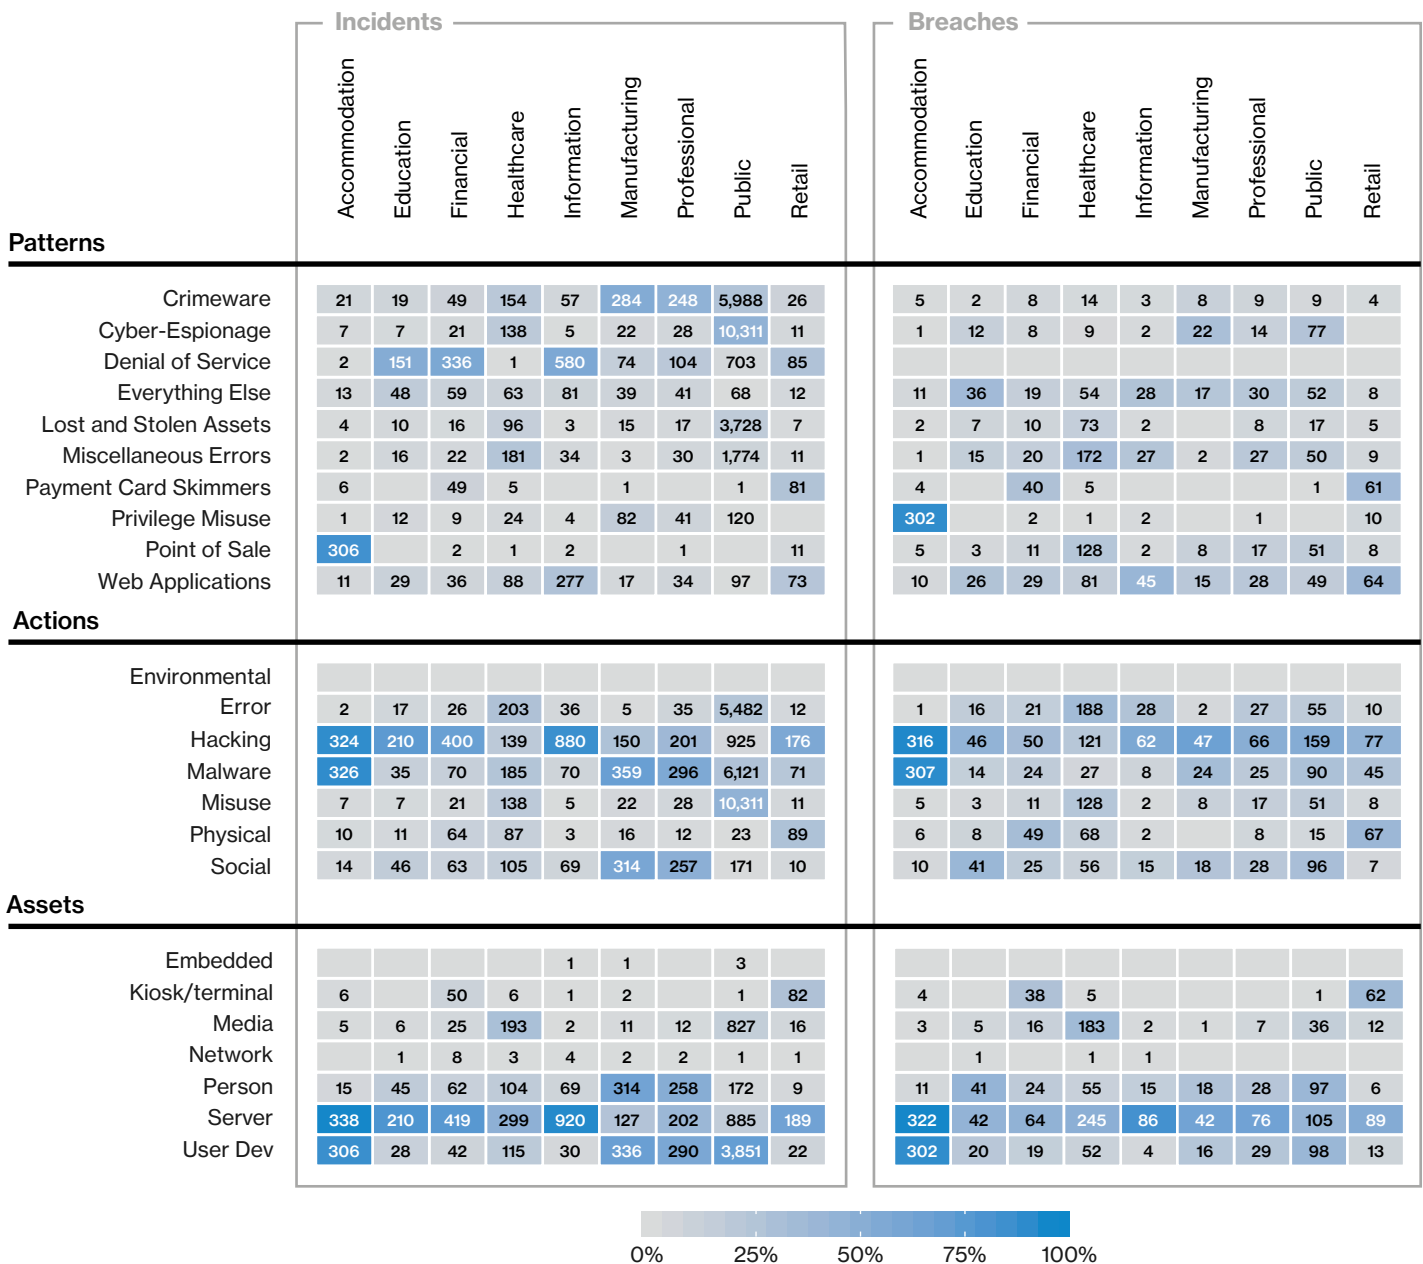 Incidents Breaches
Accommodation Education Financial Healthcare Information Manufacturing Professional Public Retail Accommodation Education Financial Healthcare Information Manufacturing Professional Public Retail
Patterns
Crimeware 21 19 49 154 57 284 248 5,988 26 5 2 8 14 3 8 9 9 4
Cyber-Espionage 7 7 21 138 5 22 28 10,311 11 1 12 8 9 2 22 14 77
Denial of Service 2 151 336 1 580 74 104 703 85
Everything Else 13 48 59 63 81 39 41 68 12 11 36 19 54 28 17 30 52 8
Lost and Stolen Assets 4 10 16 96 3 15 17 3,728 7 2 7 10 73 2 8 17 5
Miscellaneous Errors 2 16 22 181 34 3 30 1,774 11 1 15 20 172 27 2 27 50 9
Payment Card Skimmers 6 49 5 1 1 81 4 40 5 1 61
Privilege Misuse 1 12 9 24 4 82 41 120 302 2 1 2 1 10
Point of Sale 306 2 1 2 1 11 5 3 11 128 2 8 17 51 8
Web Applications 11 29 36 88 277 17 34 97 73 10 26 29 81 45 15 28 49 64
Actions
Environmental
Error 2 17 26 203 36 5 35 5,482 12 1 16 21 188 28 2 27 55 10
Hacking 324 210 400 139 880 150 201 925 176 316 46 50 121 62 47 66 159 77
Malware 326 35 70 185 70 359 296 6,121 71 307 14 24 27 8 24 25 90 45
Misuse 7 7 21 138 5 22 28 10,311 11 5 3 11 128 2 8 17 51 8
Physical 10 11 64 87 3 16 12 23 89 6 8 49 68 2 8 15 67
Social 14 46 63 105 69 314 257 171 10 10 41 25 56 15 18 28 96 7
Assets
Embedded 1 1 3
Kiosk/terminal 6 50 6 1 2 1 82 4 38 5 1 62
Media 5 6 25 193 2 11 12 827 16 3 5 16 183 2 1 7 36 12
Network 1 8 3 4 2 2 1 1 1 1 1
Person 15 45 62 104 69 314 258 172 9 11 41 24 55 15 18 28 97 6
Server 338 210 419 299 920 127 202 885 189 322 42 64 245 86 42 76 105 89
User Dev 306 28 42 115 30 336 290 3,851 22 302 20 19 52 4 16 29 98 13
0% 25% 50% 75% 100%